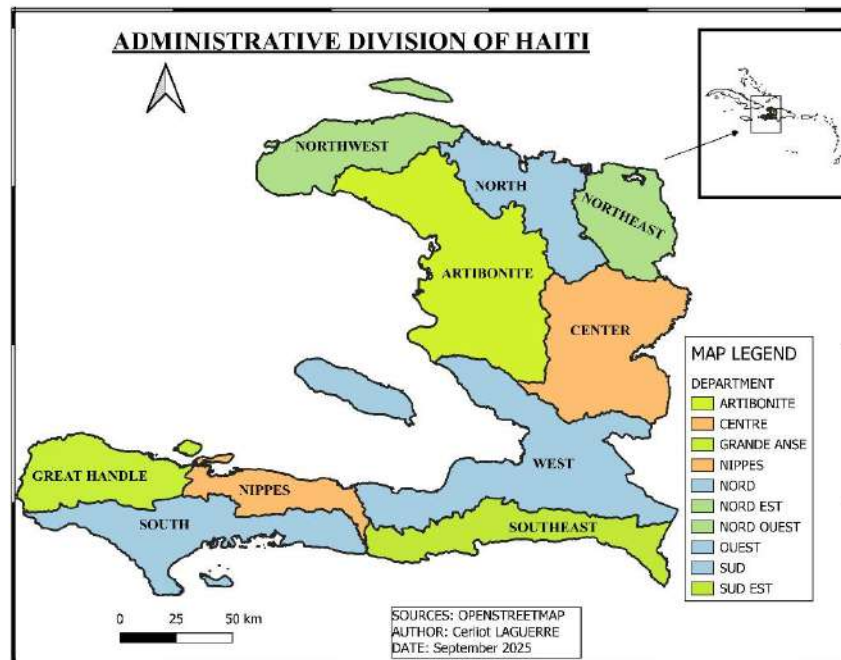 ADMINISTRATIVE DIVISION OF HAITI
NORTHWEST
NORTH
NORTHEAST
ARTIBONITE
CENTER
MAP LEGEND
DEPARTMENT
ARTIBONITE
CENTRE
GRANDE ANSE
NIPPES
NORD
NORD EST
NORD OUEST
OUEST
SUD
SUD EST
GREAT HANDLE
NIPPES
WEST
SOUTH
SOUTHEAST
0 25 50 km
SOURCES: OPENSTREETMAP
AUTHOR: Cerliot LAGUERRE
DATE: September 2025